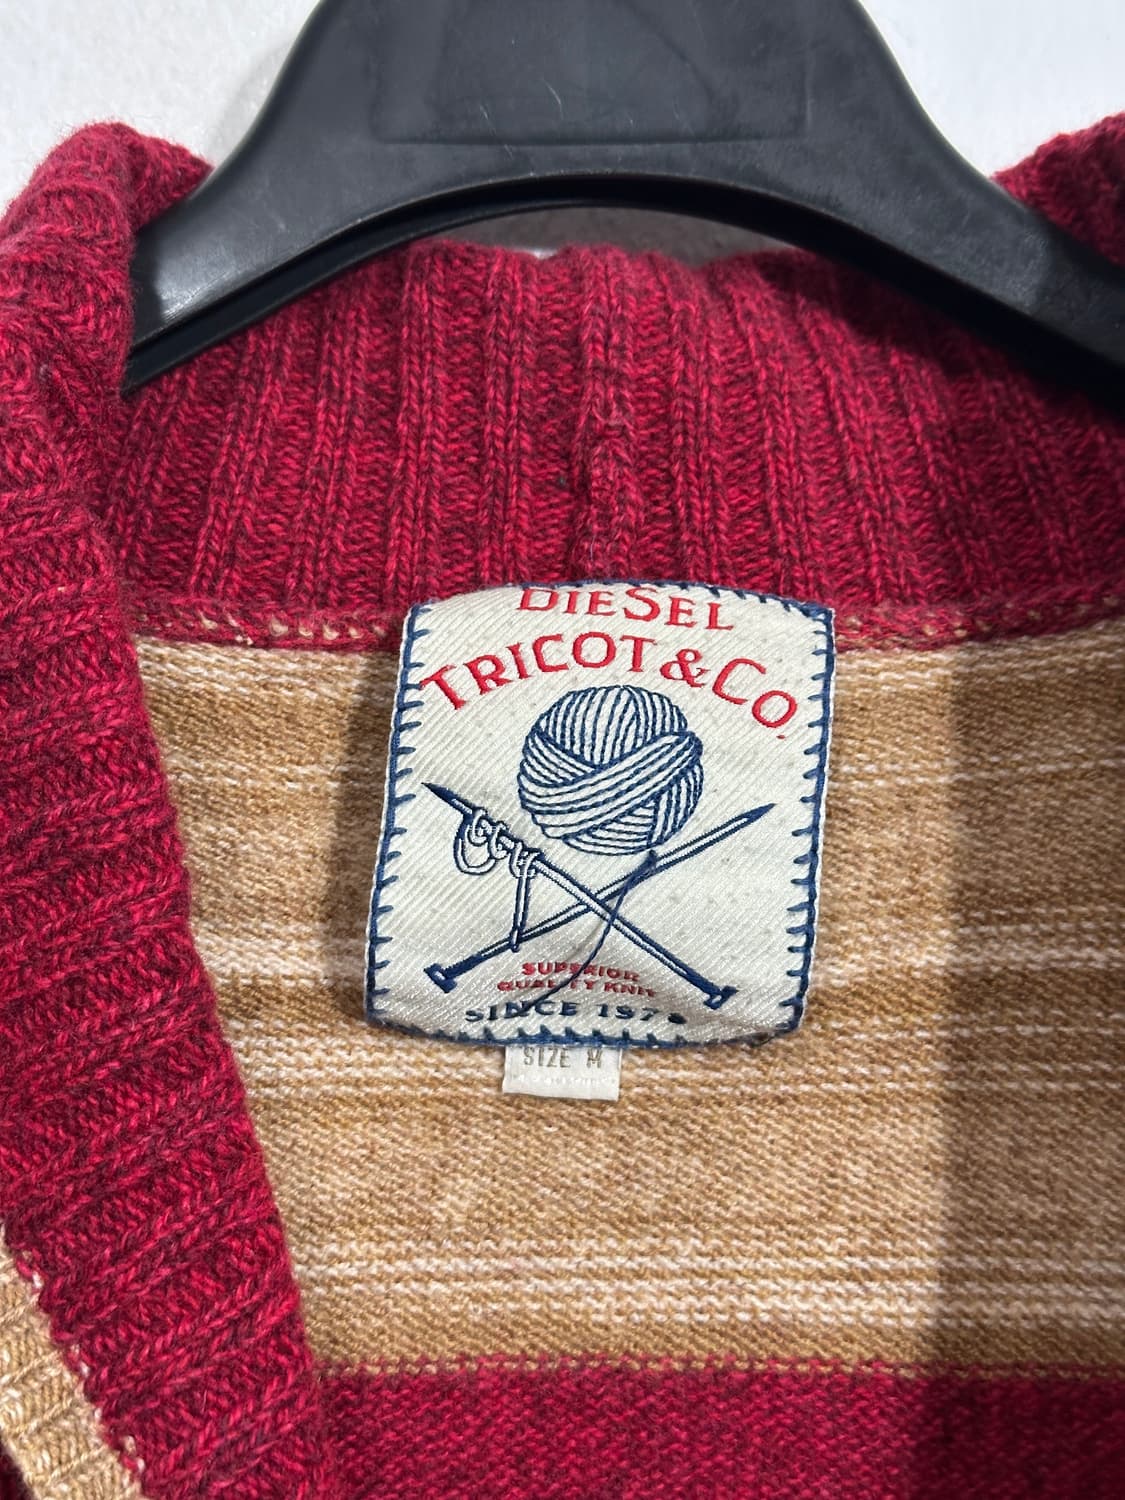 DIESEL
TRICOT & CO.
SUPERIOR
QUALITY KNIT
SINCE 1978
SIZE M